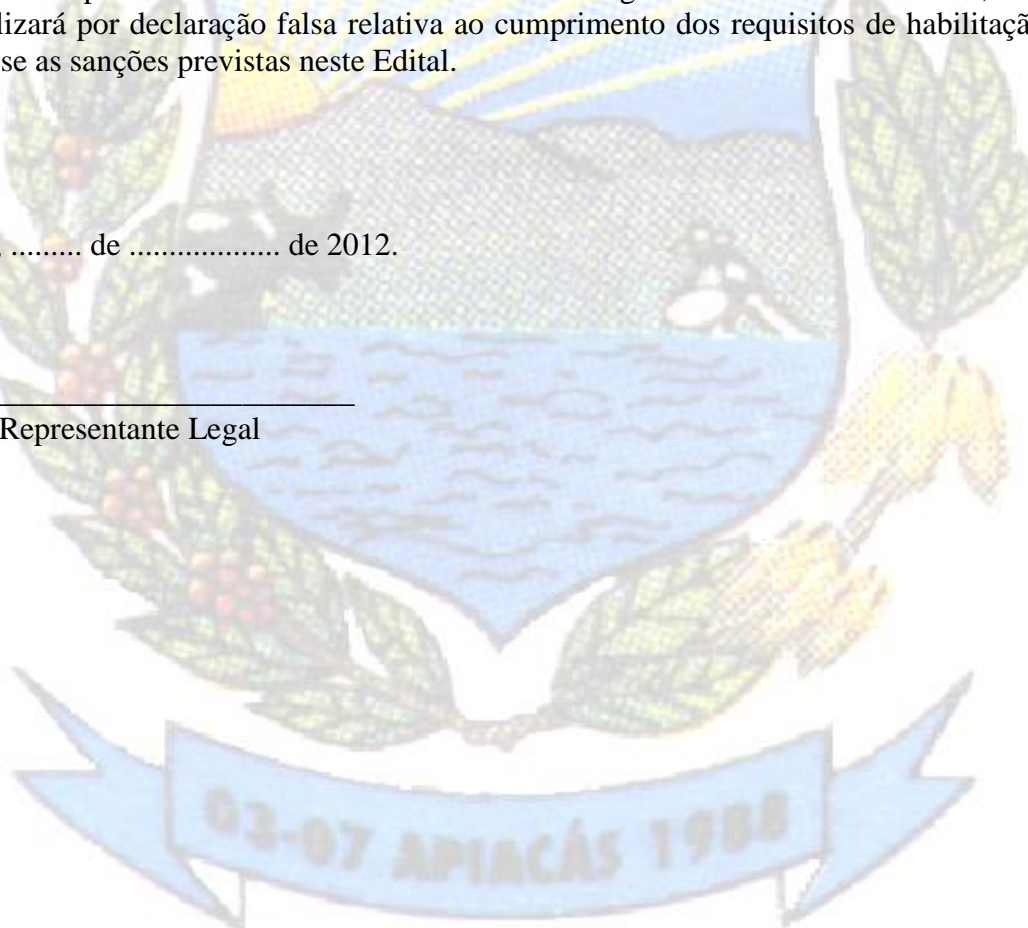 lizará por declaração falsa relativa ao cumprimento dos requisitos de habilitaçã
se as sanções previstas neste Edital.
, ......... de ................... de 2012.
_______________________
Representante Legal
03-07 APIACÁS 1988